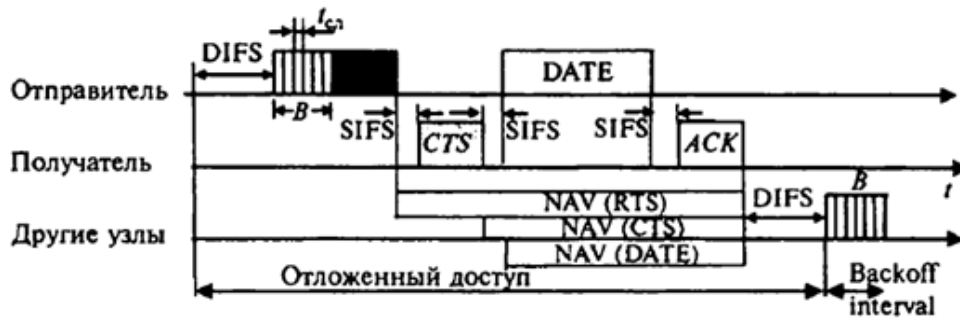 tсл
DIFS
DATE
Отправитель
B
SIFS
SIFS
SIFS
CTS
ACK
Получатель
t
NAV (RTS)
DIFS
B
NAV (CTS)
Другие узлы
NAV (DATE)
Отложенный доступ
Backoff
interval